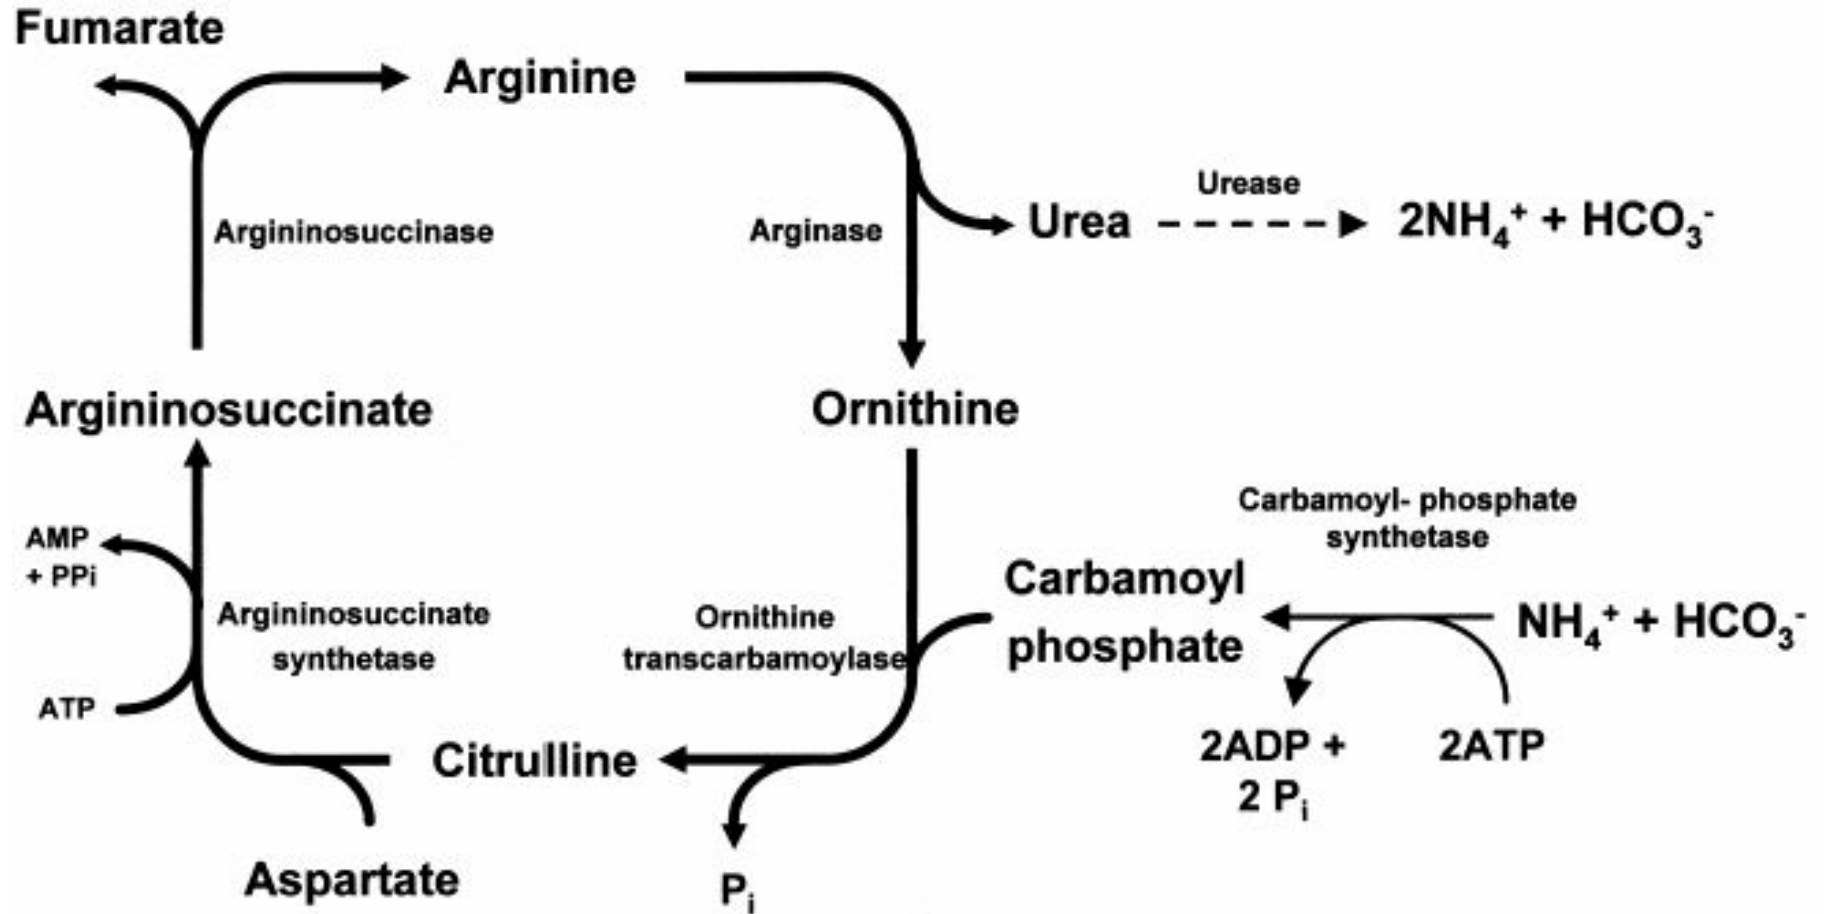 Fumarate
Arginine
Urease
Argininosuccinase
Arginase
Urea
2NH₄⁺ + HCO₃⁻
Argininosuccinate
Ornithine
Carbamoyl- phosphate
synthetase
AMP
+ PPi
Carbamoyl
phosphate
NH₄⁺ + HCO₃⁻
Argininosuccinate
synthetase
Ornithine
transcarbamoylase
ATP
2ADP +
2 Pᵢ
2ATP
Citrulline
Aspartate
Pᵢ